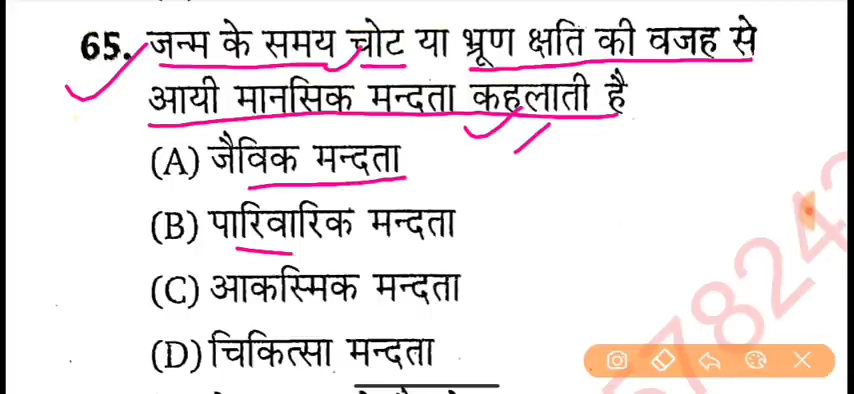 65. जन्म के समय चोट या भ्रूण क्षति की वजह से
आयी मानसिक मन्दता कहलाती है
(A) जैविक मन्दता
(B) पारिवारिक मन्दता
(C) आकस्मिक मन्दता
(D) चिकित्सा मन्दता